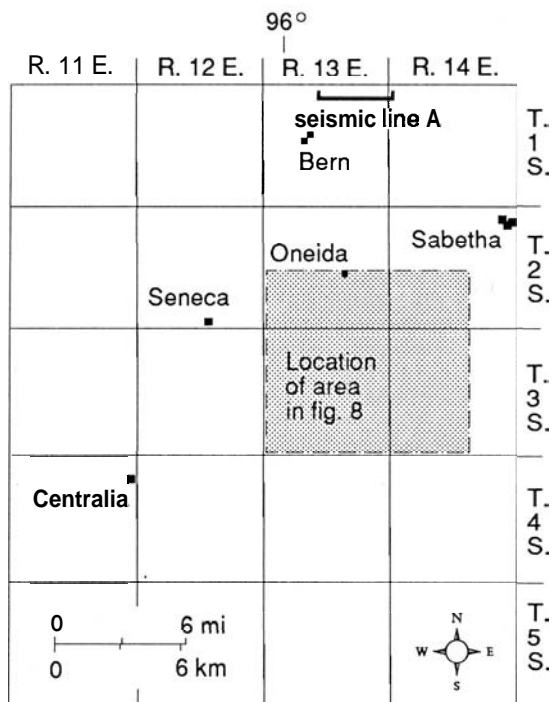 96°
R. 11 E. R. 12 E. R. 13 E. R. 14 E.
seismic line A
Bern
T.
1
S.
Sabetha
Oneida
Seneca
T.
2
S.
Location
of area
in fig. 8
T.
3
S.
Centralia
T.
4
S.
0 6 mi
0 6 km
N
W E
S
T.
5
S.